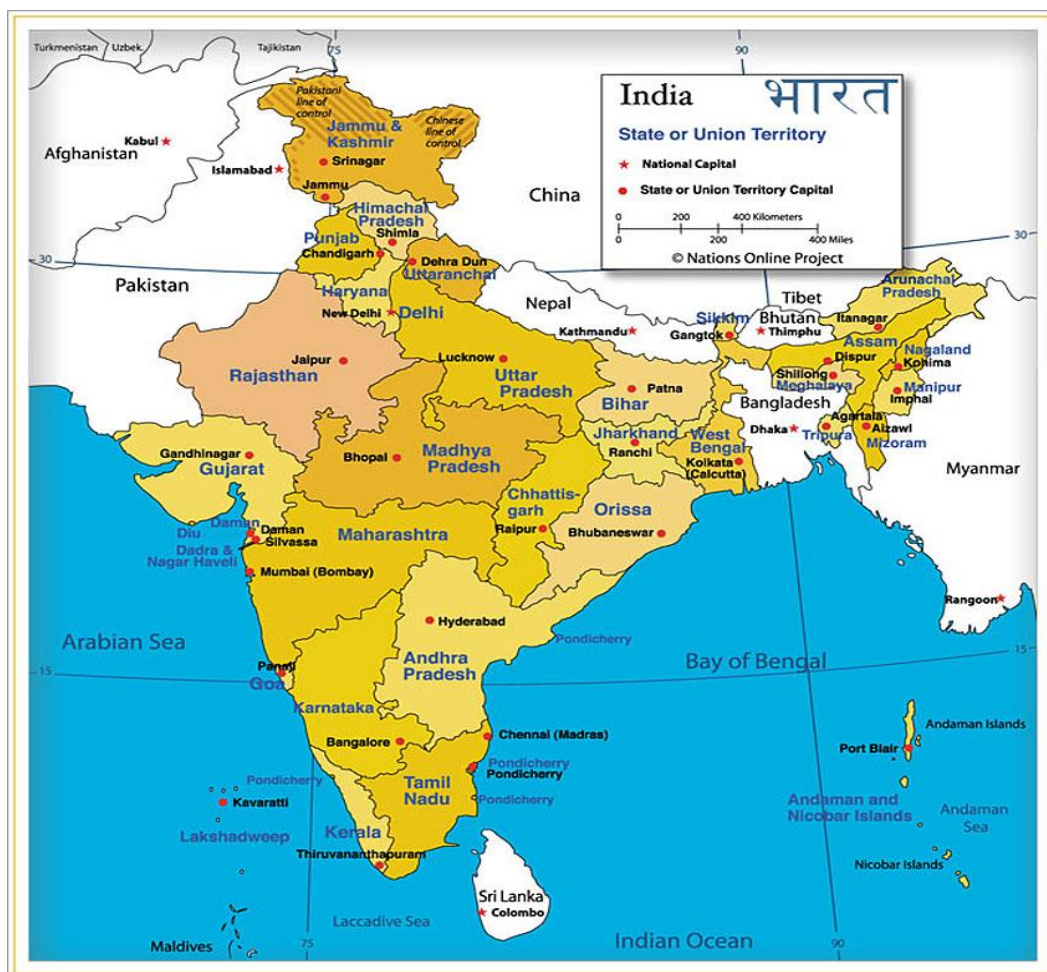 Turkmenistan
Uzbek.
Tajikistan
75
90
India
भारत
State or Union Territory
National Capital
State or Union Territory Capital
0 200 400 Kilometers
0 200 400 Miles
© Nations Online Project
Pakistani
line of
control
Chinese
line of
control
Jammu &
Kashmir
Srinagar
Kabul
Afghanistan
Islamabad
Jammu
China
Himachal
Pradesh
Shimla
Punjab
Chandigarh
30
Dehra Dun
Uttaranchal
30
Pakistan
Haryana
New Delhi
Delhi
Nepal
Kathmandu
Tibet
Bhutan
Thimphu
Sikkim
Gangtok
Arunachal
Pradesh
Itanagar
Assam
Dispur
Nagaland
Kohima
Shillong
Meghalaya
Manipur
Imphal
Jaipur
Rajasthan
Lucknow
Uttar
Pradesh
Patna
Bihar
Bangladesh
Dhaka
Agartala
Tripura
Aizawl
Mizoram
Jharkhand
Ranchi
West
Bengal
Kolkata
(Calcutta)
Myanmar
Gandhinagar
Gujarat
Bhopal
Madhya
Pradesh
Chhattis-
garh
Raipur
Orissa
Bhubaneswar
Diu
Daman
Daman
Silvassa
Dadra &
Nagar Haveli
Maharashtra
Mumbai (Bombay)
Rangoon
Hyderabad
Arabian Sea
Pondicherry
Andhra
Pradesh
Bay of Bengal
15
15
Panaji
Goa
Karnataka
Bangalore
Chennai (Madras)
Andaman Islands
Port Blair
Pondicherry
Pondicherry
Pondicherry
Pondicherry
Tamil
Nadu
Kavaratti
Lakshadweep
Kerala
Thiruvananthapuram
Andaman and
Nicobar Islands
Andaman
Sea
Nicobar Islands
Sri Lanka
Colombo
Laccadive Sea
Maldives
75
Indian Ocean
90